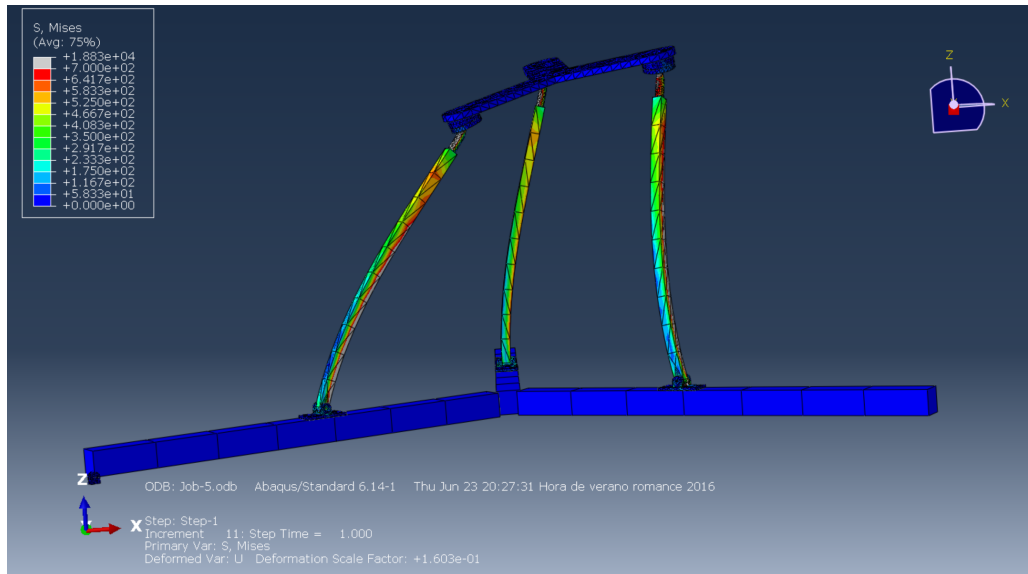 S, Mises
(Avg: 75%)
+1.883e+04
+7.000e+02
+6.417e+02
+5.833e+02
+5.250e+02
+4.667e+02
+4.083e+02
+3.500e+02
+2.917e+02
+2.333e+02
+1.750e+02
+1.167e+02
+5.833e+01
+0.000e+00
Z
X
Z
X
ODB: Job-5.odb Abaqus/Standard 6.14-1 Thu Jun 23 20:27:31 Hora de verano romance 2016
Step: Step-1
Increment 11: Step Time = 1.000
Primary Var: S, Mises
Deformed Var: U Deformation Scale Factor: +1.603e-01